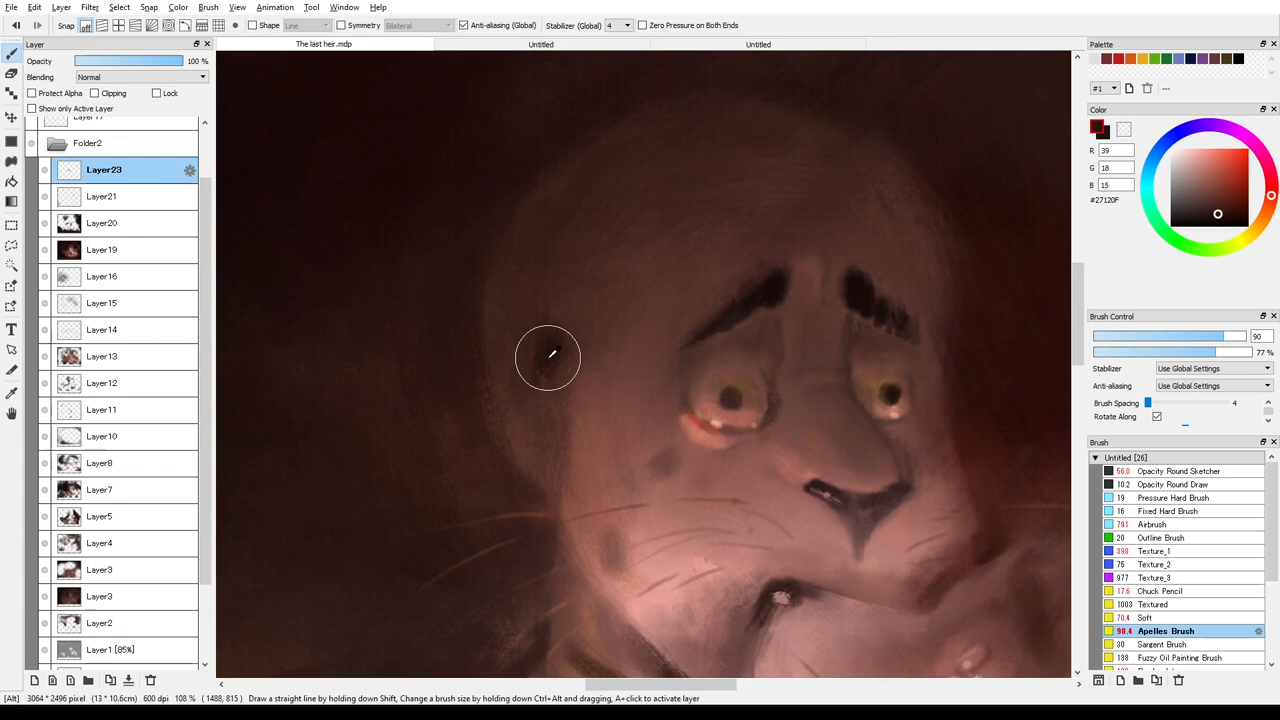 File Edit Layer Filter Select Snap Color Brush View Animation Tool Window Help
Snap off Shape Line Symmetry Bilateral Anti-aliasing (Global) Stabilizer (Global) 4 Zero Pressure on Both Ends
Layer
The last heir.mdp Untitled Untitled
Palette
Opacity 100 %
Blending Normal
Protect Alpha Clipping Lock
Show only Active Layer
#1 ---
Color
R 39
G 18
B 15
#27120F
Folder2
Layer23
Layer21
Layer20
Layer19
Layer16
Layer15
Layer14
Layer13
Layer12
Layer11
Layer10
Layer8
Layer7
Layer5
Layer4
Layer3
Layer3
Layer2
Layer1 [85%]
Brush Control
90
77 %
Stabilizer Use Global Settings
Anti-aliasing Use Global Settings
Brush Spacing 4
Rotate Along
Brush
Untitled [26]
56.0 Opacity Round Sketcher
10.2 Opacity Round Draw
19 Pressure Hard Brush
16 Fixed Hard Brush
791 Airbrush
20 Outline Brush
398 Texture_1
75 Texture_2
977 Texture_3
17.6 Chuck Pencil
1003 Textured
70.4 Soft
90.4 Apelles Brush
30 Sargent Brush
138 Fuzzy Oil Painting Brush
[Alt] 3064 * 2496 pixel (13 * 10.6cm) 600 dpi 108 % ( 1488, 815 ) Draw a straight line by holding down Shift, Change a brush size by holding down Ctrl+Alt and dragging, A+click to activate layer